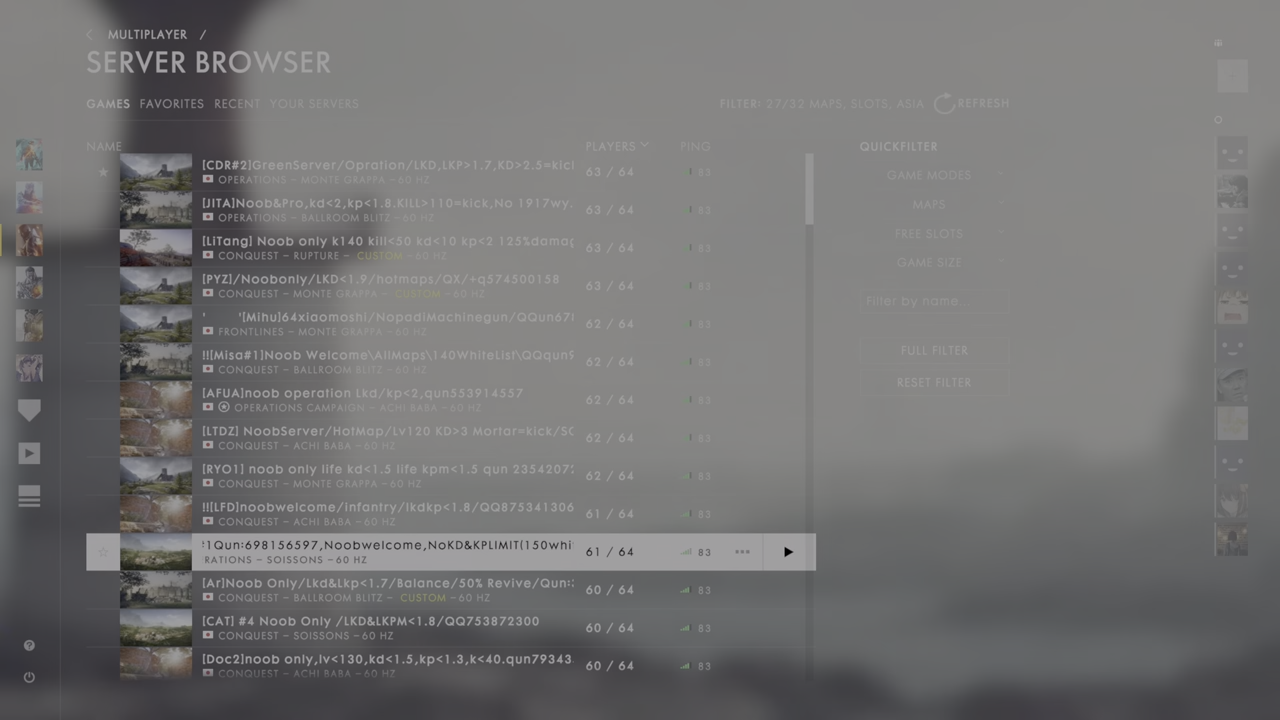 MULTIPLAYER /
SERVER BROWSER
GAMES FAVORITES RECENT YOUR SERVERS
FILTER: 27/32 MAPS, SLOTS, ASIA REFRESH
NAME PLAYERS PING QUICKFILTER
[CDR#2]GreenServer/Opration/LKD,LKP>1.7,KD>2.5=kick 63 / 64 83
OPERATIONS – MONTE GRAPPA – 60 HZ
GAME MODES
[JITA]Noob&Pro,kd<2,kp<1.8.KILL>110=kick,No 1917wy. 63 / 64 83
OPERATIONS – BALLROOM BLITZ – 60 HZ
MAPS
[LiTang] Noob only k140 kill<50 kd<10 kp<2 125%damag 63 / 64 83
CONQUEST – RUPTURE – CUSTOM – 60 HZ
FREE SLOTS
GAME SIZE
[PYZ]/Noobonly/LKD<1.9/hotmaps/QX/+q574500158 63 / 64 83
CONQUEST – MONTE GRAPPA – CUSTOM – 60 HZ
Filter by name...
' '[Mihu]64xiaomoshi/NopadiMachinegun/QQun67 62 / 64 83
FRONTLINES – MONTE GRAPPA – 60 HZ
FULL FILTER
!![Misa#1]Noob Welcome\AllMaps\140WhiteList\QQqun9 62 / 64 83
CONQUEST – BALLROOM BLITZ – 60 HZ
RESET FILTER
[AFUA]noob operation Lkd/kp<2,qun553914557 62 / 64 83
OPERATIONS CAMPAIGN – ACHI BABA – 60 HZ
[LTDZ] NoobServer/HotMap/Lv120 KD>3 Mortar=kick/SC 62 / 64 83
CONQUEST – ACHI BABA – 60 HZ
[RYO1] noob only life kd<1.5 life kpm<1.5 qun 2354207 62 / 64 83
CONQUEST – MONTE GRAPPA – 60 HZ
!![LFD]noobwelcome/infantry/lkdkp<1.8/QQ875341306 61 / 64 83
CONQUEST – ACHI BABA – 60 HZ
1Qun:698156597,Noobwelcome,NoKD&KPLIMIT(150whi 61 / 64 83
RATIONS – SOISSONS – 60 HZ
[Ar]Noob Only/Lkd&Lkp<1.7/Balance/50% Revive/Qun: 60 / 64 83
CONQUEST – BALLROOM BLITZ – CUSTOM – 60 HZ
[CAT] #4 Noob Only /LKD&LKPM<1.8/QQ753872300 60 / 64 83
CONQUEST – SOISSONS – 60 HZ
[Doc2]noob only,lv<130,kd<1.5,kp<1.3,k<40.qun79343 60 / 64 83
CONQUEST – ACHI BABA – 60 HZ